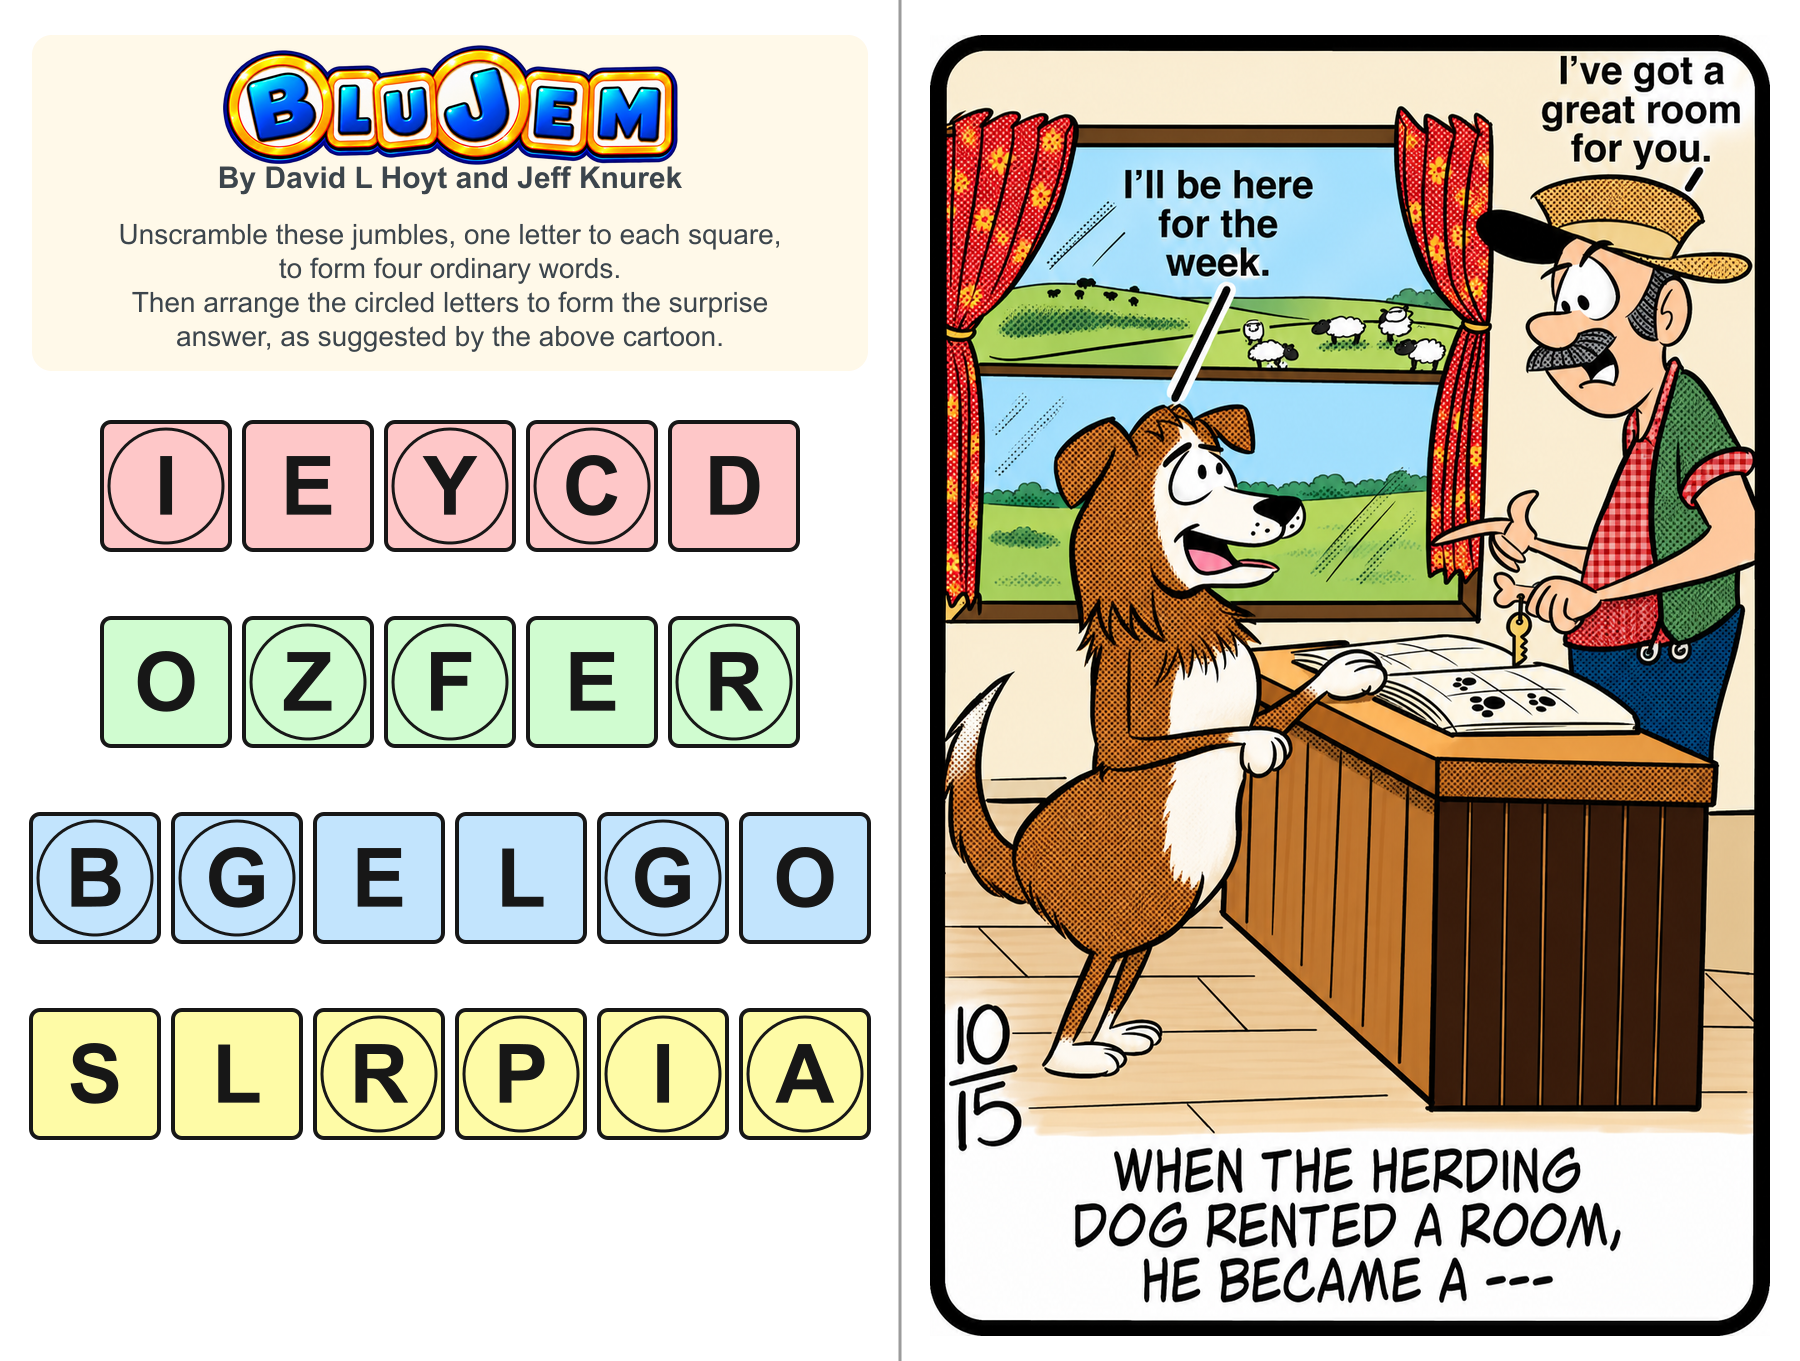 BLUJEM
By David L Hoyt and Jeff Knurek
Unscramble these jumbles, one letter to each square,
to form four ordinary words.
Then arrange the circled letters to form the surprise
answer, as suggested by the above cartoon.
I E Y C D
O Z F E R
B G E L G O
S L R P I A
I've got a
great room
for you.
I'll be here
for the
week.
10
15
WHEN THE HERDING
DOG RENTED A ROOM,
HE BECAME A ---